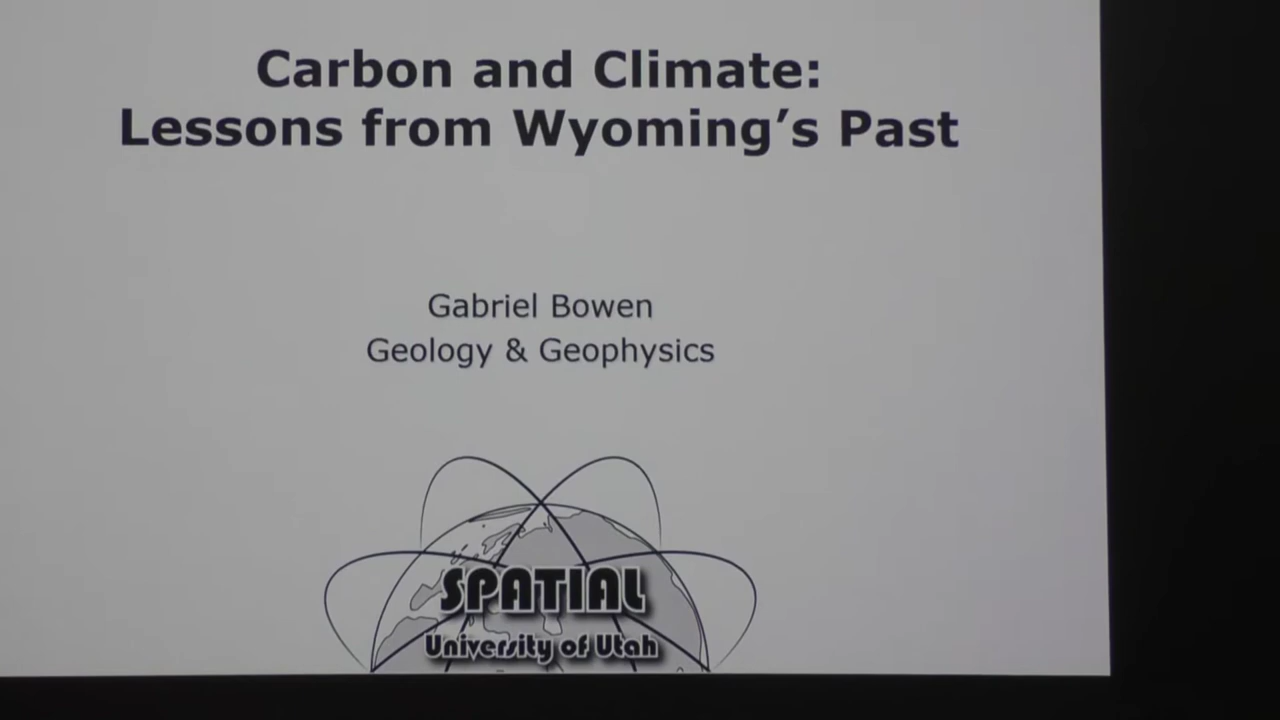 Carbon and Climate:
Lessons from Wyoming’s Past
Gabriel Bowen
Geology & Geophysics
SPATIAL
University of Utah